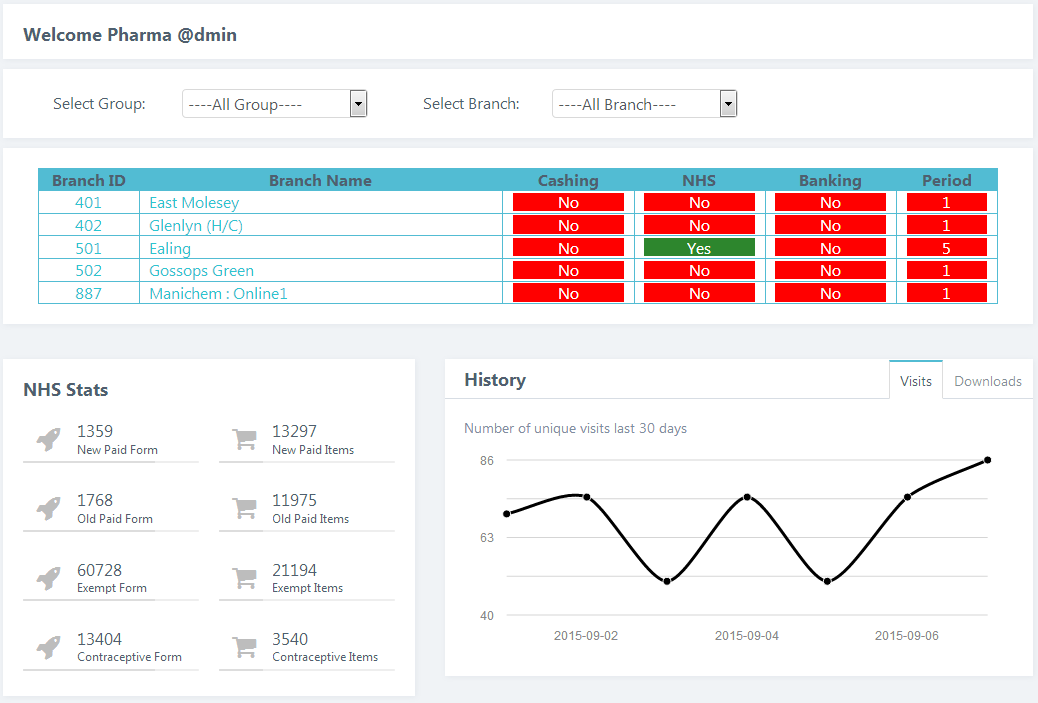 Welcome Pharma @dmin
Select Group: ----All Group---- Select Branch: ----All Branch----
Branch ID Branch Name Cashing NHS Banking Period
401 East Molesey No No No 1
402 Glenlyn (H/C) No No No 1
501 Ealing No Yes No 5
502 Gossops Green No No No 1
887 Manichem : Online1 No No No 1
NHS Stats
1359 13297
New Paid Form New Paid Items
1768 11975
Old Paid Form Old Paid Items
60728 21194
Exempt Form Exempt Items
13404 3540
Contraceptive Form Contraceptive Items
History Visits Downloads
Number of unique visits last 30 days
86
63
40
2015-09-02 2015-09-04 2015-09-06